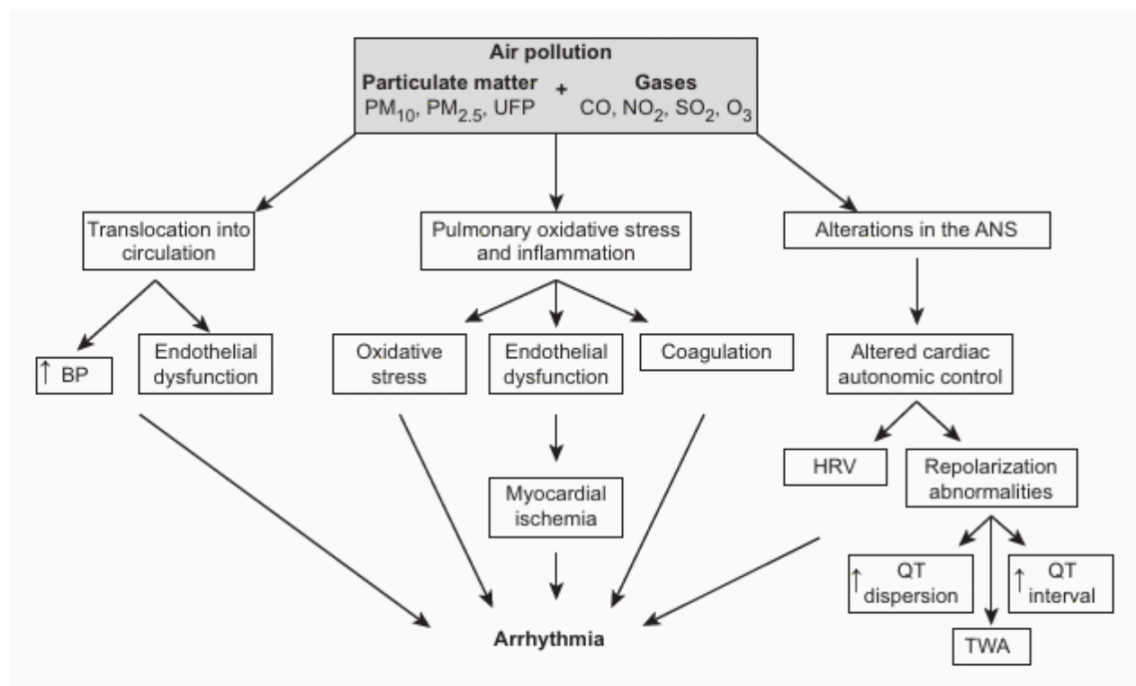 Air pollution
Particulate matter + Gases
PM10, PM2.5, UFP CO, NO2, SO2, O3
Translocation into
circulation
Pulmonary oxidative stress
and inflammation
Alterations in the ANS
↑ BP
Endothelial
dysfunction
Oxidative
stress
Endothelial
dysfunction
Coagulation
Altered cardiac
autonomic control
HRV
Repolarization
abnormalities
Myocardial
ischemia
↑ QT
dispersion
↑ QT
interval
TWA
Arrhythmia